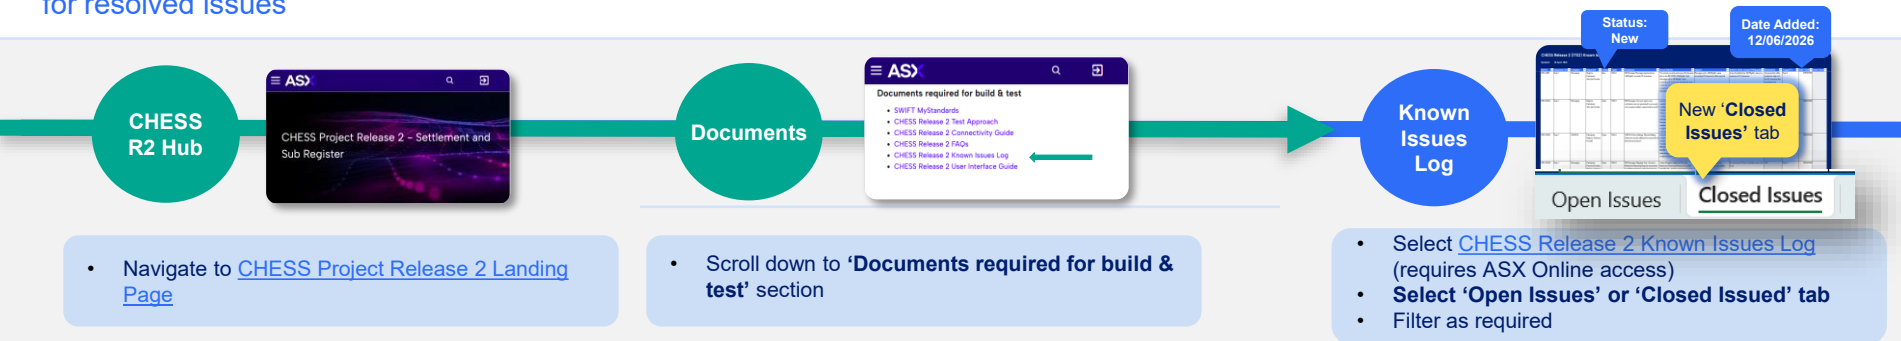 for resolved issues
Status:
New
Date Added:
12/06/2026
CHESS
R2 Hub
ASX
CHESS Project Release 2 – Settlement and
Sub Register
Documents
ASX
Documents required for build & test
• SWIFT MyStandards
• CHESS Release 2 Test Approach
• CHESS Release 2 Connectivity Guide
• CHESS Release 2 FAQs
• CHESS Release 2 Known Issues Log
• CHESS Release 2 User Interface Guide
Known
Issues
Log
New ‘Closed
Issues’ tab
Open Issues
Closed Issues
• Navigate to CHESS Project Release 2 Landing
Page
• Scroll down to ‘Documents required for build &
test’ section
• Select CHESS Release 2 Known Issues Log
(requires ASX Online access)
• Select ‘Open Issues’ or ‘Closed Issued’ tab
• Filter as required